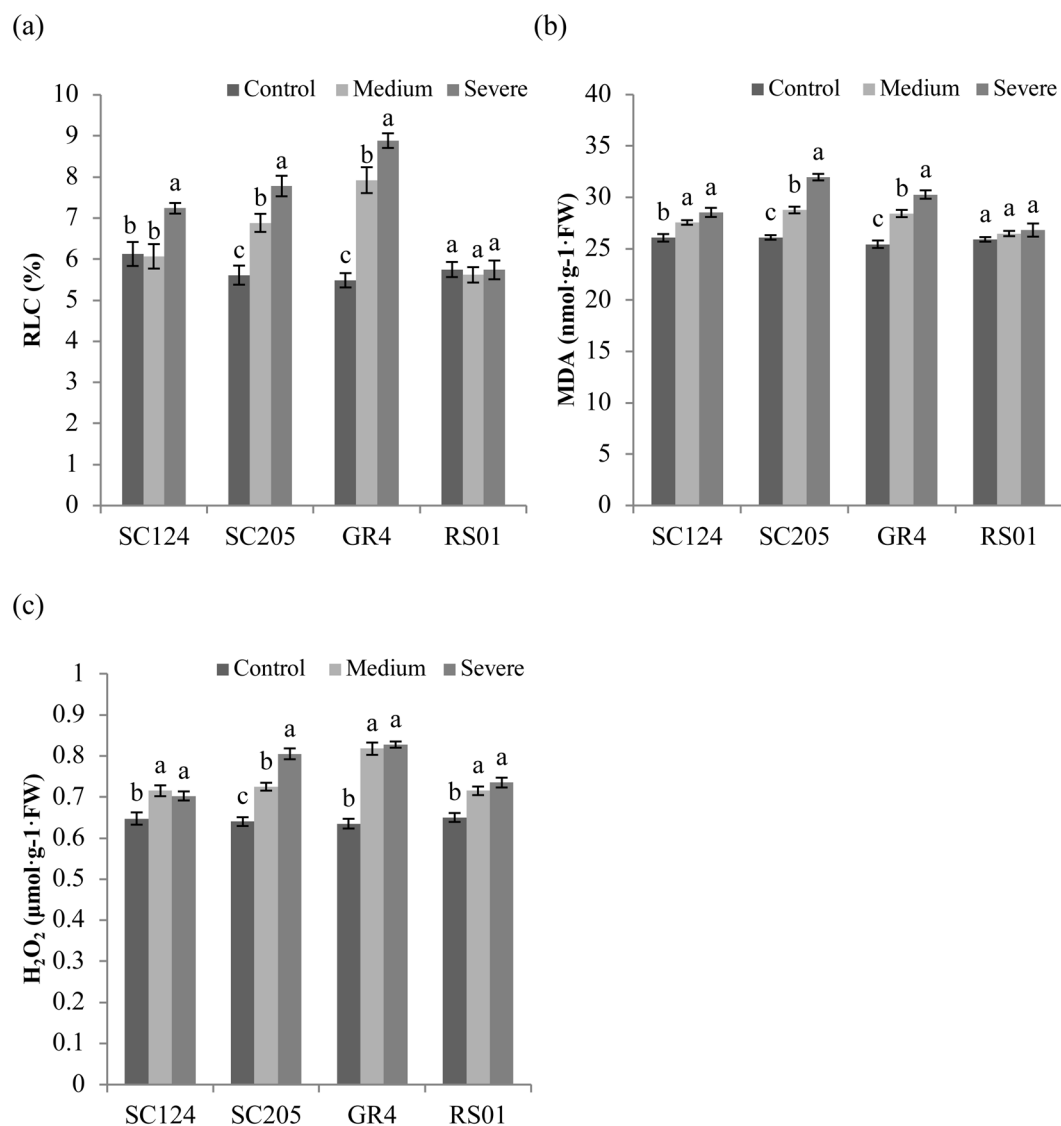 (a)
Control Medium Severe
RLC (%)
10
9
8
7
6
5
4
3
2
1
0
b b a
c b a
c b a
a a a
SC124 SC205 GR4 RS01
(b)
Control Medium Severe
MDA (nmol·g-1·FW)
40
35
30
25
20
15
10
5
0
b a a
c b a
c b a
a a a
SC124 SC205 GR4 RS01
(c)
Control Medium Severe
H₂O₂ (μmol·g-1·FW)
1
0.9
0.8
0.7
0.6
0.5
0.4
0.3
0.2
0.1
0
b a a
c b a
b a a
b a a
SC124 SC205 GR4 RS01